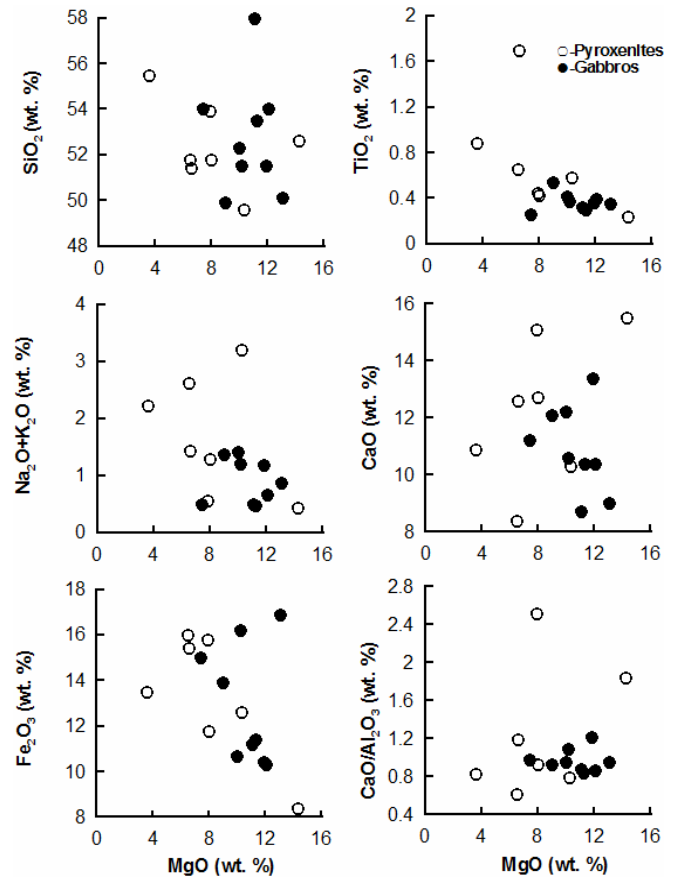 58
56
54
52
50
48
SiO2 (wt. %)
0 4 8 12 16
2
1.6
1.2
0.8
0.4
0
TiO2 (wt. %)
-Pyroxenites
-Gabbros
0 4 8 12 16
4
3
2
1
0
Na2O+K2O (wt. %)
0 4 8 12 16
16
14
12
10
8
CaO (wt. %)
0 4 8 12 16
18
16
14
12
10
8
Fe2O3 (wt. %)
0 4 8 12 16
MgO (wt. %)
2.8
2.4
2
1.6
1.2
0.8
0.4
CaO/Al2O3 (wt. %)
0 4 8 12 16
MgO (wt. %)